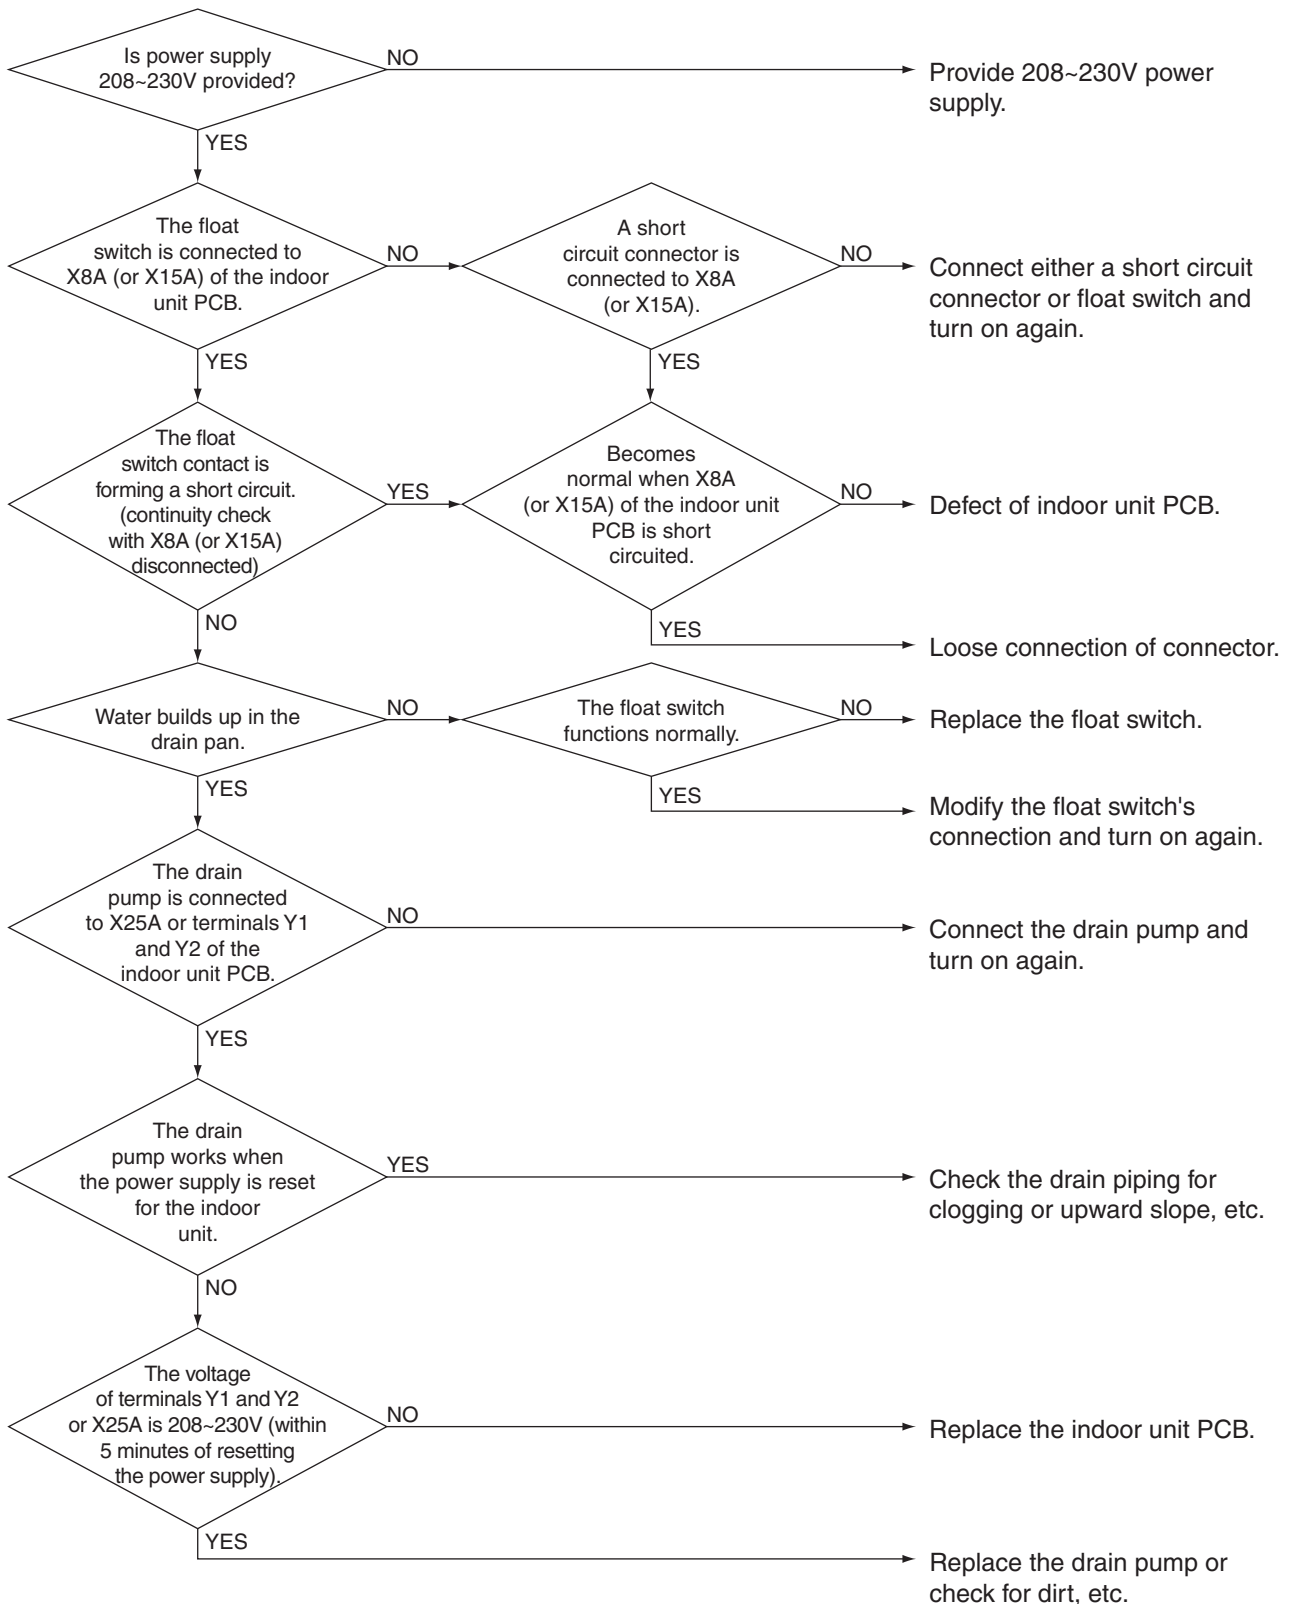 Is power supply
208~230V provided?
NO
Provide 208~230V power
supply.
YES
The float
switch is connected to
X8A (or X15A) of the indoor
unit PCB.
NO
A short
circuit connector is
connected to X8A
(or X15A).
NO
Connect either a short circuit
connector or float switch and
turn on again.
YES
YES
The float
switch contact is
forming a short circuit.
(continuity check
with X8A (or X15A)
disconnected)
YES
Becomes
normal when X8A
(or X15A) of the indoor unit
PCB is short
circuited.
NO
Defect of indoor unit PCB.
NO
YES
Loose connection of connector.
Water builds up in the
drain pan.
NO
The float switch
functions normally.
NO
Replace the float switch.
YES
YES
Modify the float switch's
connection and turn on again.
The drain
pump is connected
to X25A or terminals Y1
and Y2 of the
indoor unit PCB.
NO
Connect the drain pump and
turn on again.
YES
The drain
pump works when
the power supply is reset
for the indoor
unit.
YES
Check the drain piping for
clogging or upward slope, etc.
NO
The voltage
of terminals Y1 and Y2
or X25A is 208~230V (within
5 minutes of resetting
the power supply).
NO
Replace the indoor unit PCB.
YES
Replace the drain pump or
check for dirt, etc.